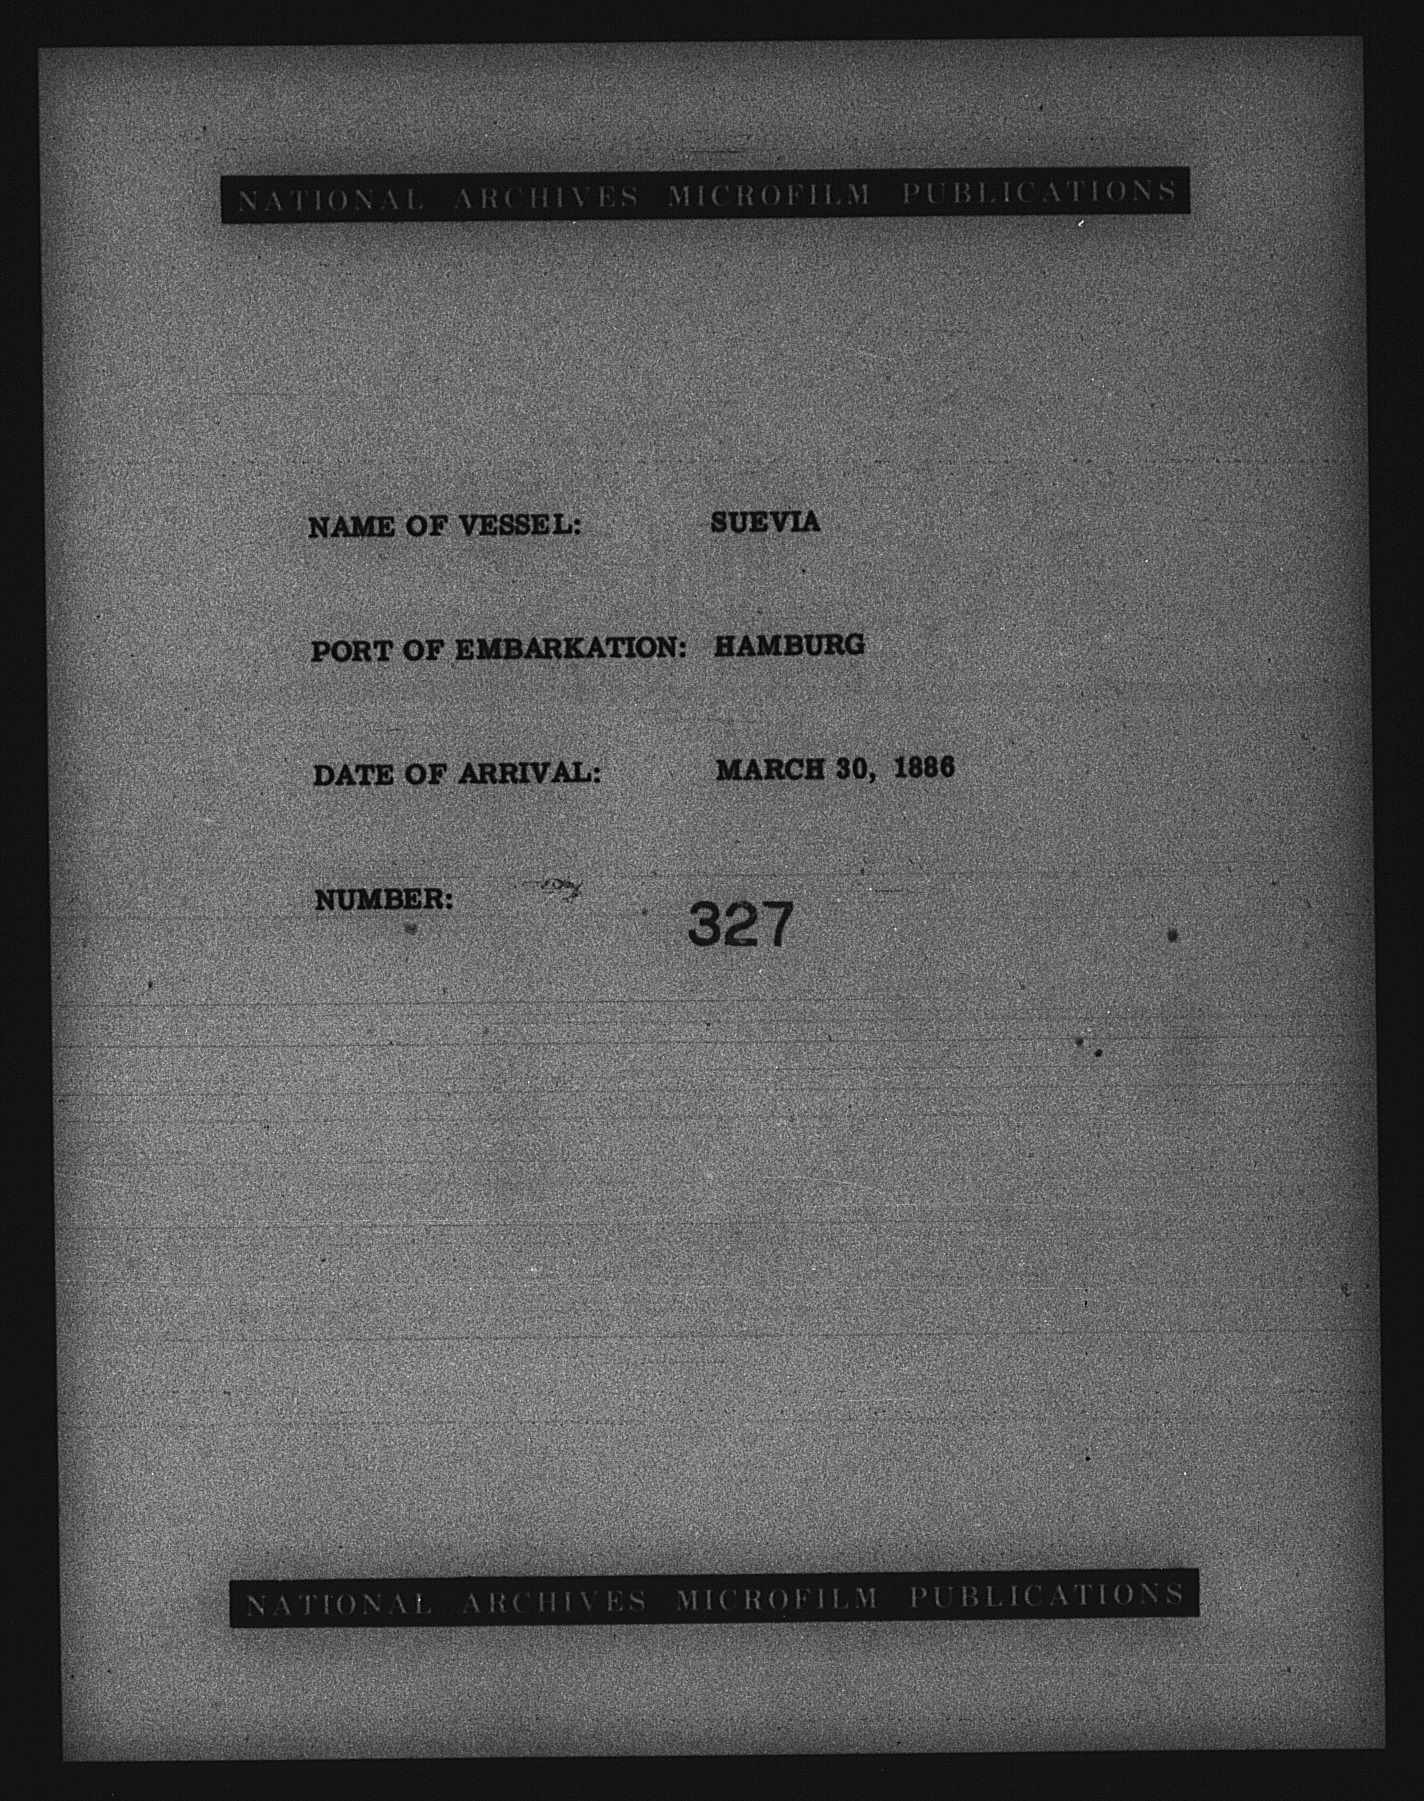 NATIONAL ARCHIVES MICROFILM PUBLICATIONS
NAME OF VESSEL: SUEVIA
PORT OF EMBARKATION: HAMBURG
DATE OF ARRIVAL: MARCH 30, 1886
NUMBER: 327
NATIONAL ARCHIVES MICROFILM PUBLICATIONS